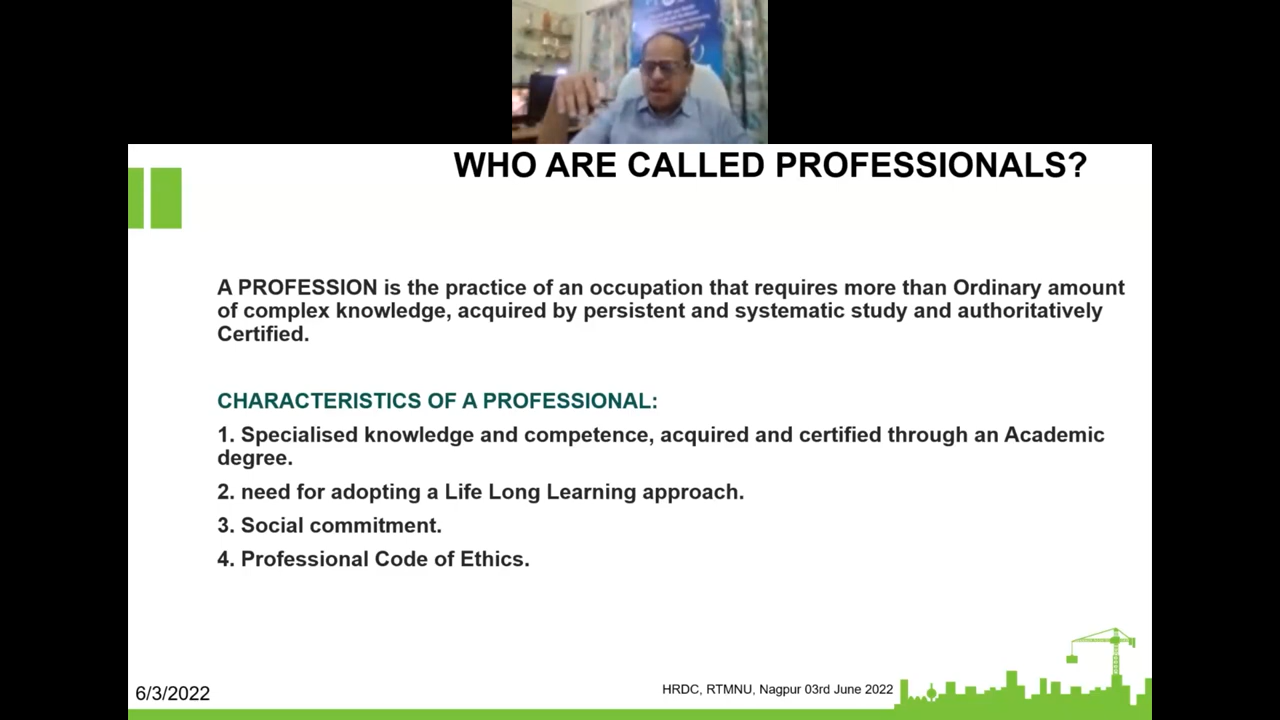 WHO ARE CALLED PROFESSIONALS?
A PROFESSION is the practice of an occupation that requires more than Ordinary amount
of complex knowledge, acquired by persistent and systematic study and authoritatively
Certified.
CHARACTERISTICS OF A PROFESSIONAL:
1. Specialised knowledge and competence, acquired and certified through an Academic
degree.
2. need for adopting a Life Long Learning approach.
3. Social commitment.
4. Professional Code of Ethics.
6/3/2022
HRDC, RTMNU, Nagpur 03rd June 2022